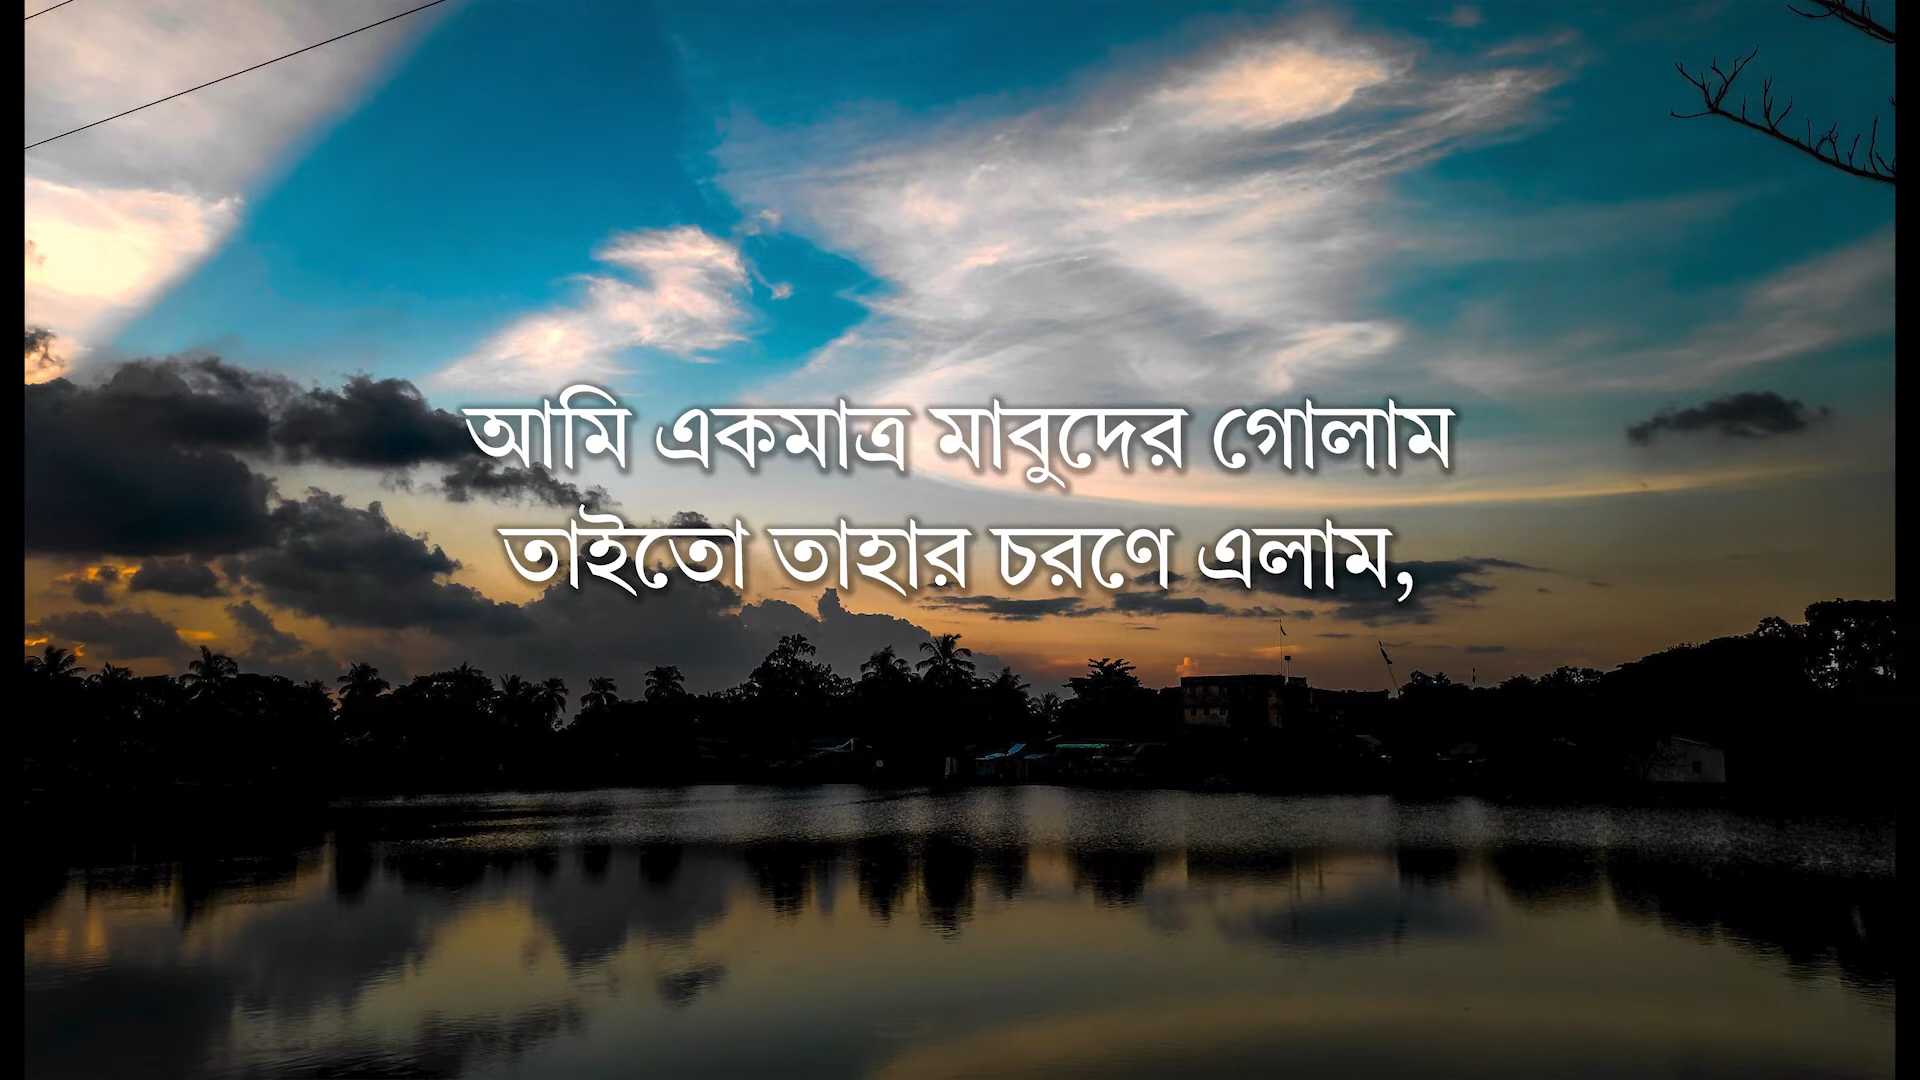 আমি একমাত্র মাবুদের গোলাম
তাইতো তাহার চরণে এলাম,